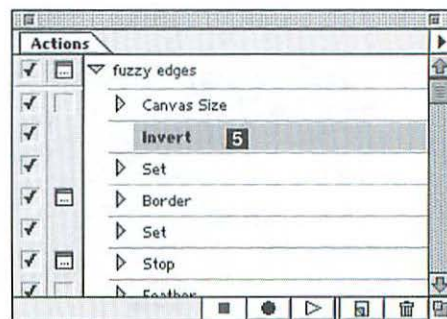 Actions
fuzzy edges
Canvas Size
Invert 5
Set
Border
Set
Stop
Feather